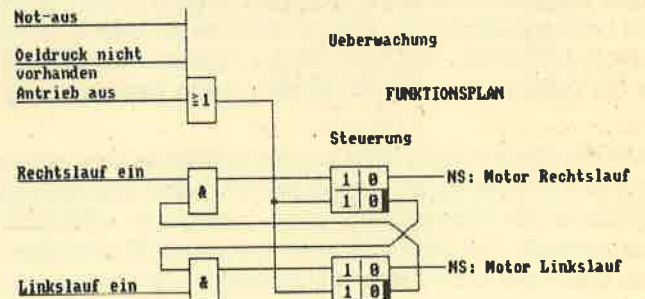 Not-aus
Ueberwachung
Oeldruck nicht
vorhanden
Antrieb aus
≥1
FUNKTIONSPLAN
Steuerung
Rechtslauf ein
&
1 0
1 0
NS: Motor Rechtslauf
Linkslauf ein
&
1 0
1 0
NS: Motor Linkslauf